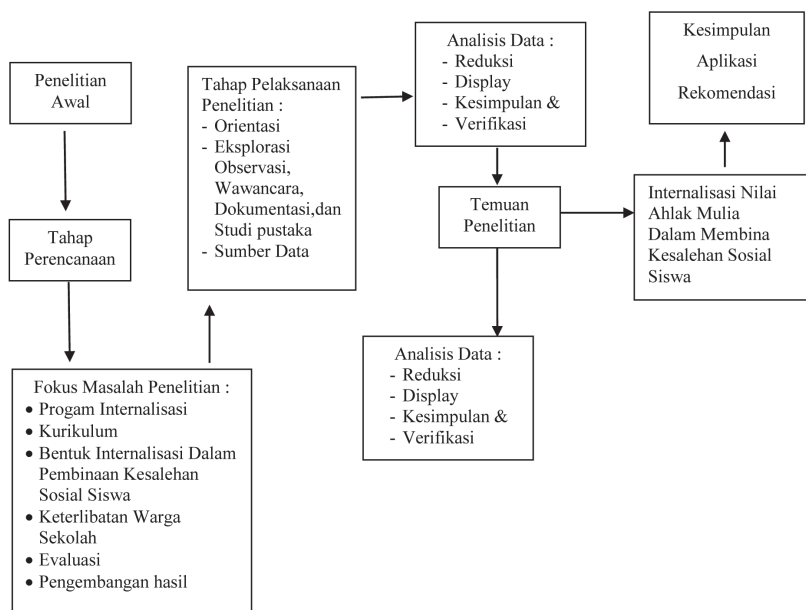 Penelitian
Awal
Tahap
Perencanaan
Fokus Masalah Penelitian :
● Progam Internalisasi
● Kurikulum
● Bentuk Internalisasi Dalam
Pembinaan Kesalehan
Sosial Siswa
● Keterlibatan Warga
Sekolah
● Evaluasi
● Pengembangan hasil
Tahap Pelaksanaan
Penelitian :
- Orientasi
- Eksplorasi
Observasi,
Wawancara,
Dokumentasi,dan
Studi pustaka
- Sumber Data
Analisis Data :
- Reduksi
- Display
- Kesimpulan &
- Verifikasi
Temuan
Penelitian
Analisis Data :
- Reduksi
- Display
- Kesimpulan &
- Verifikasi
Internalisasi Nilai
Ahlak Mulia
Dalam Membina
Kesalehan Sosial
Siswa
Kesimpulan
Aplikasi
Rekomendasi